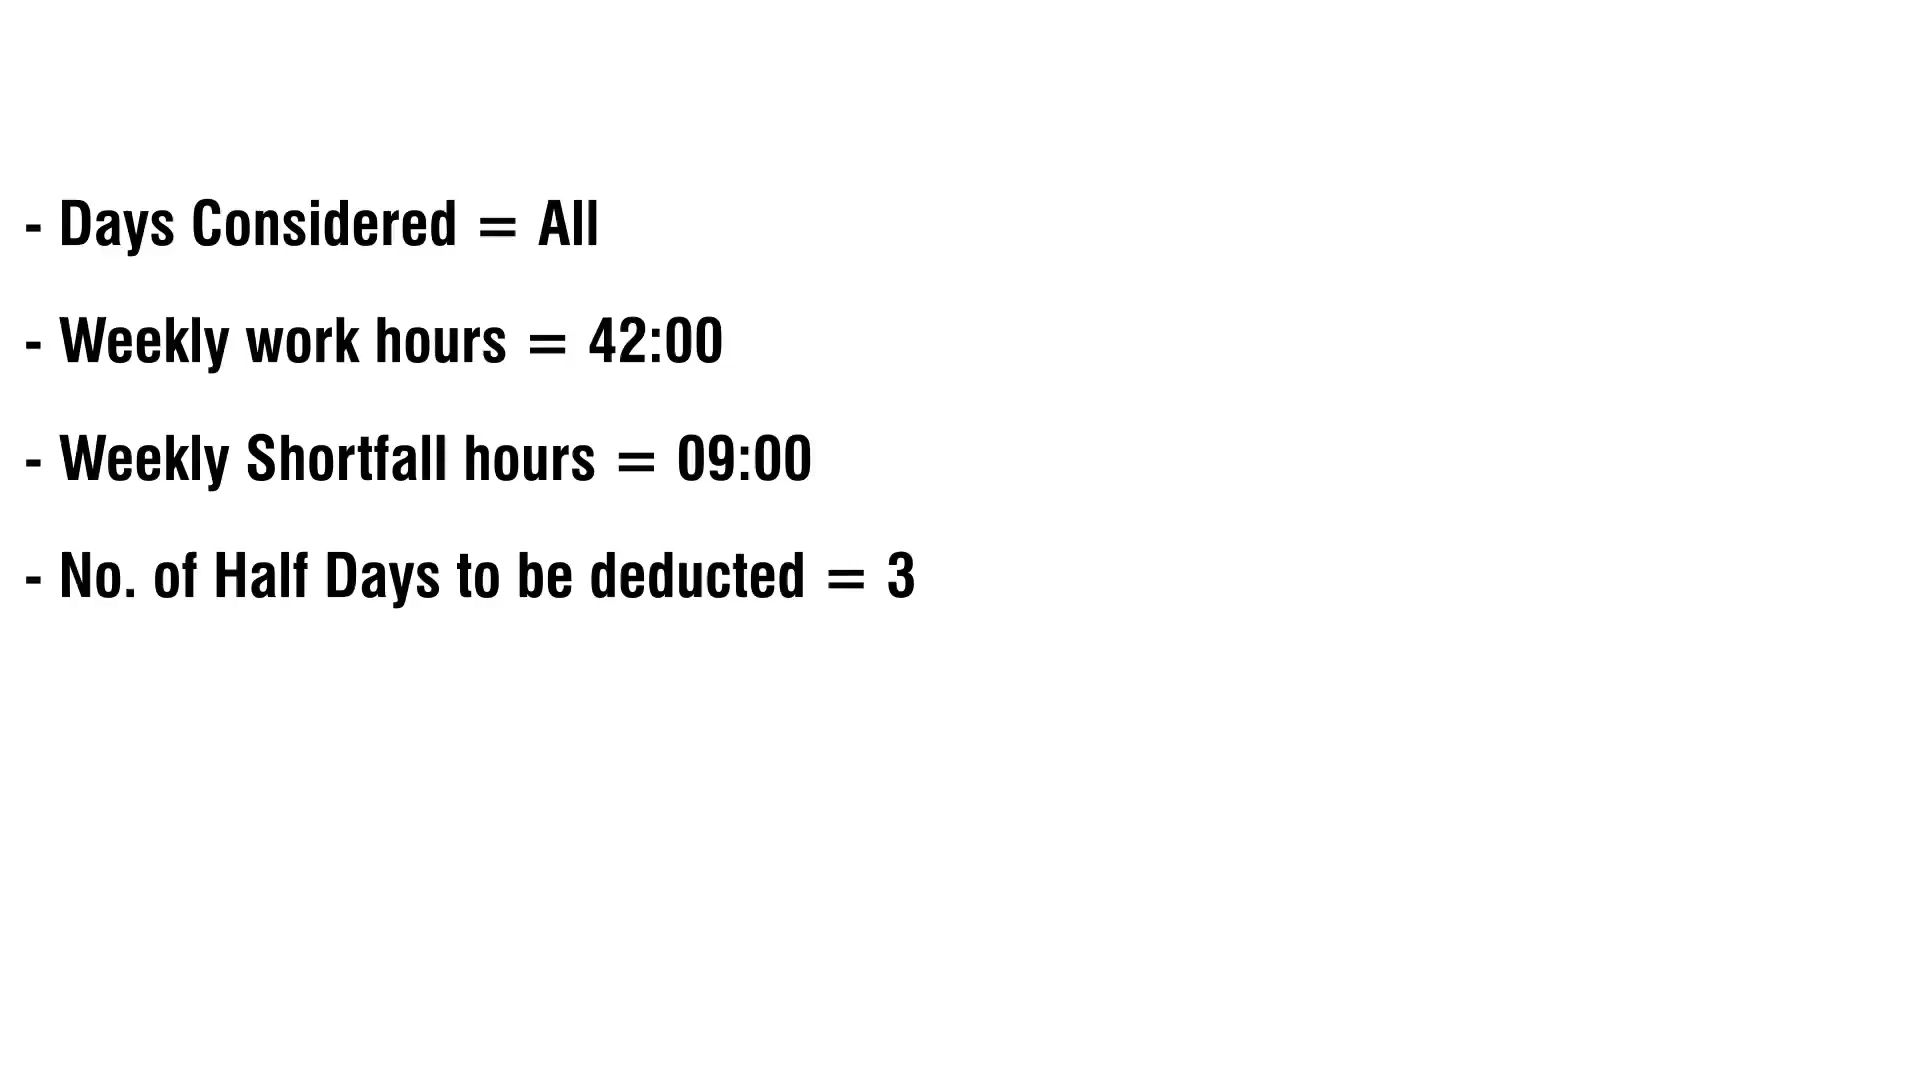 - Days Considered = All
- Weekly work hours = 42:00
- Weekly Shortfall hours = 09:00
- No. of Half Days to be deducted = 3